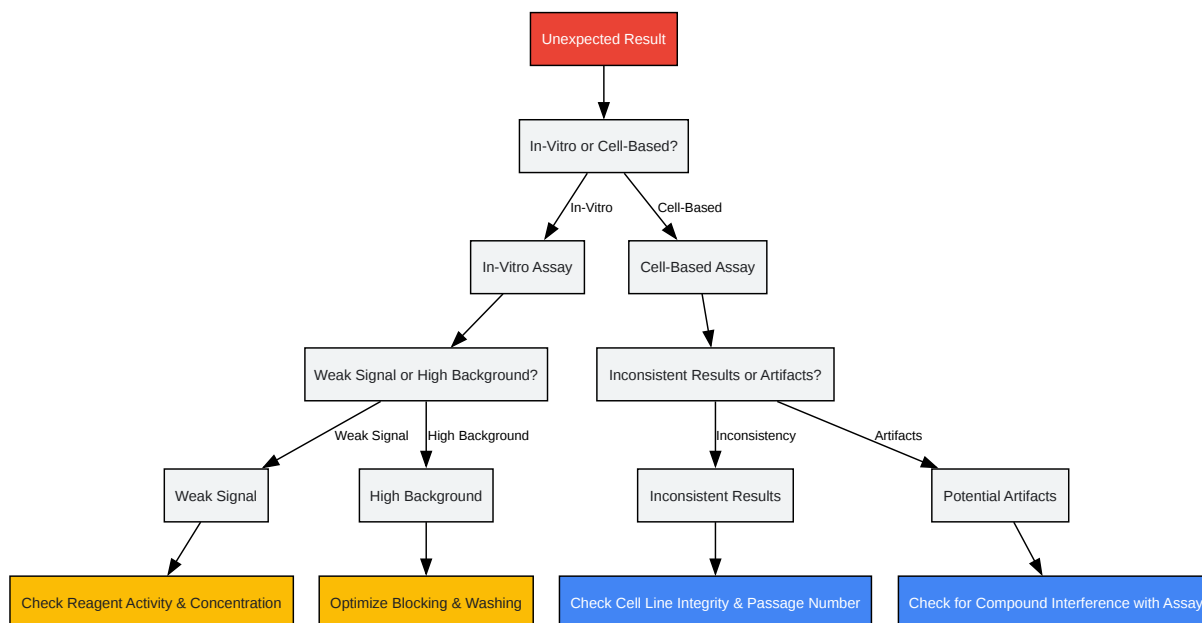 Unexpected Result
In-Vitro or Cell-Based?
In-Vitro
Cell-Based
In-Vitro Assay
Cell-Based Assay
Weak Signal or High Background?
Inconsistent Results or Artifacts?
Weak Signal
High Background
Inconsistency
Artifacts
Weak Signal
High Background
Inconsistent Results
Potential Artifacts
Check Reagent Activity & Concentration
Optimize Blocking & Washing
Check Cell Line Integrity & Passage Number
Check for Compound Interference with Assay